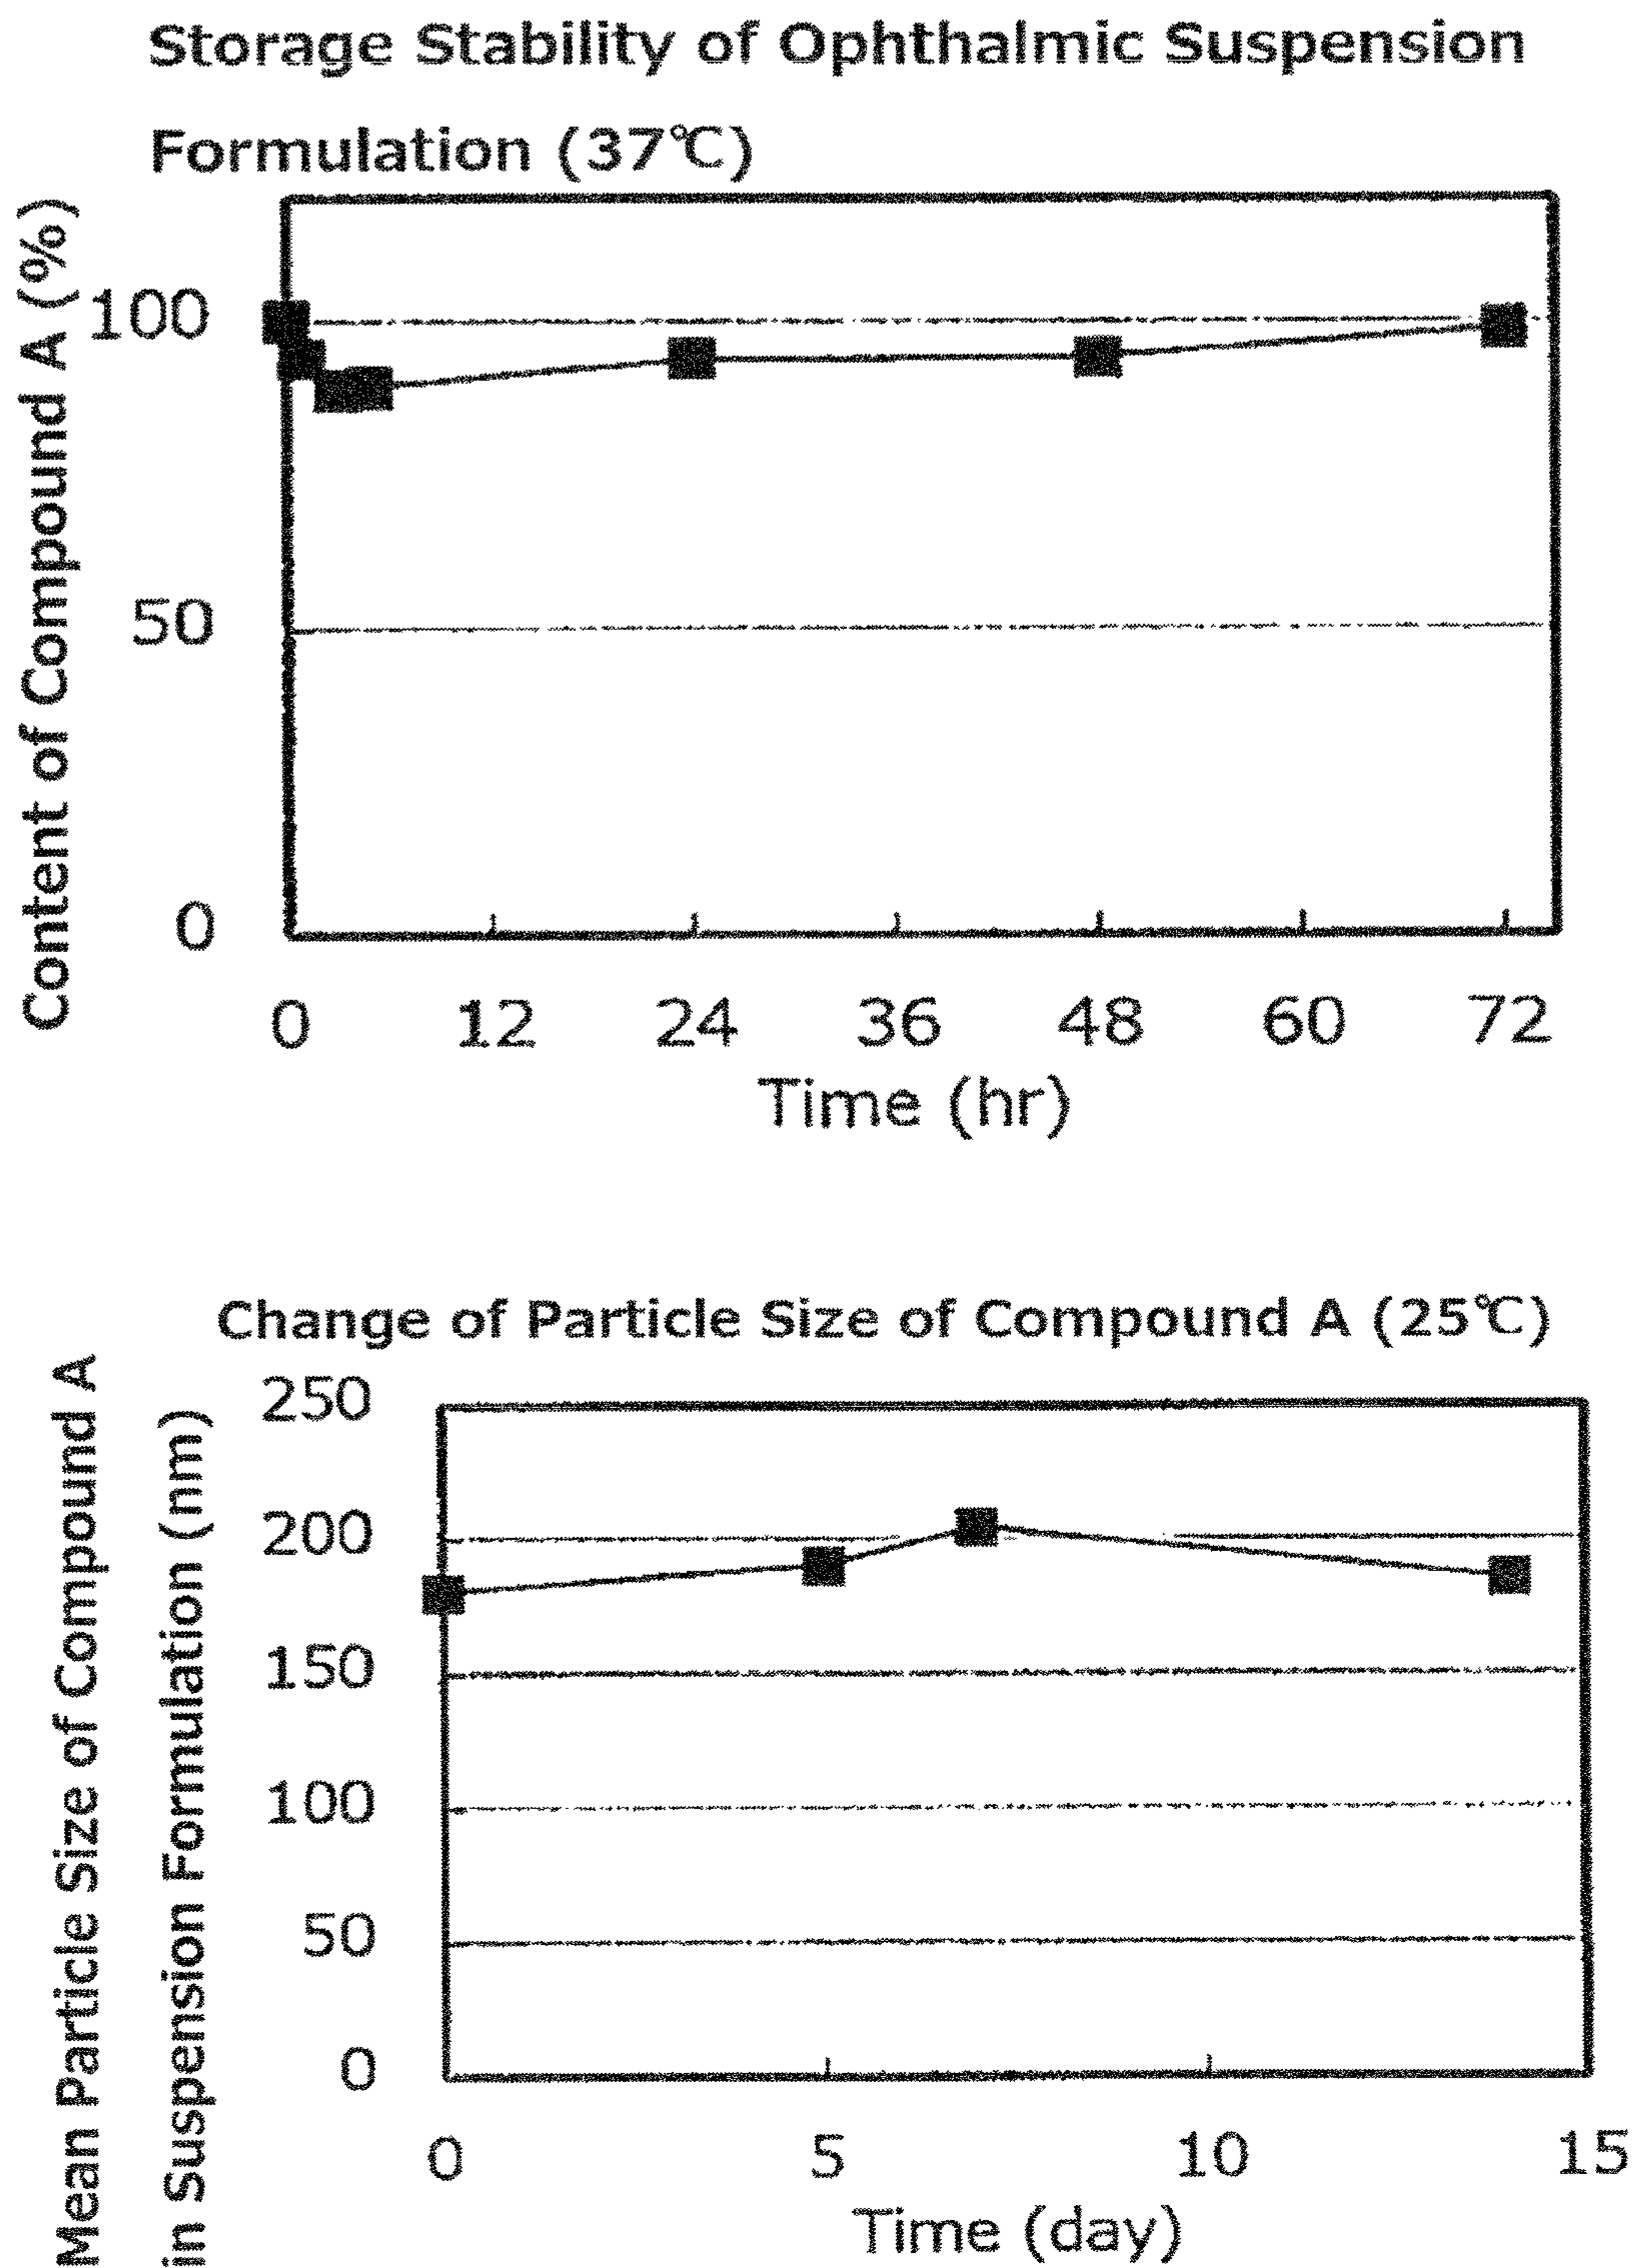 Storage Stability of Ophthalmic Suspension
Formulation (37℃)
Content of Compound A (%)
100
50
0
0 12 24 36 48 60 72
Time (hr)
Change of Particle Size of Compound A (25℃)
Mean Particle Size of Compound A
in Suspension Formulation (nm)
250
200
150
100
50
0
0 5 10 15
Time (day)